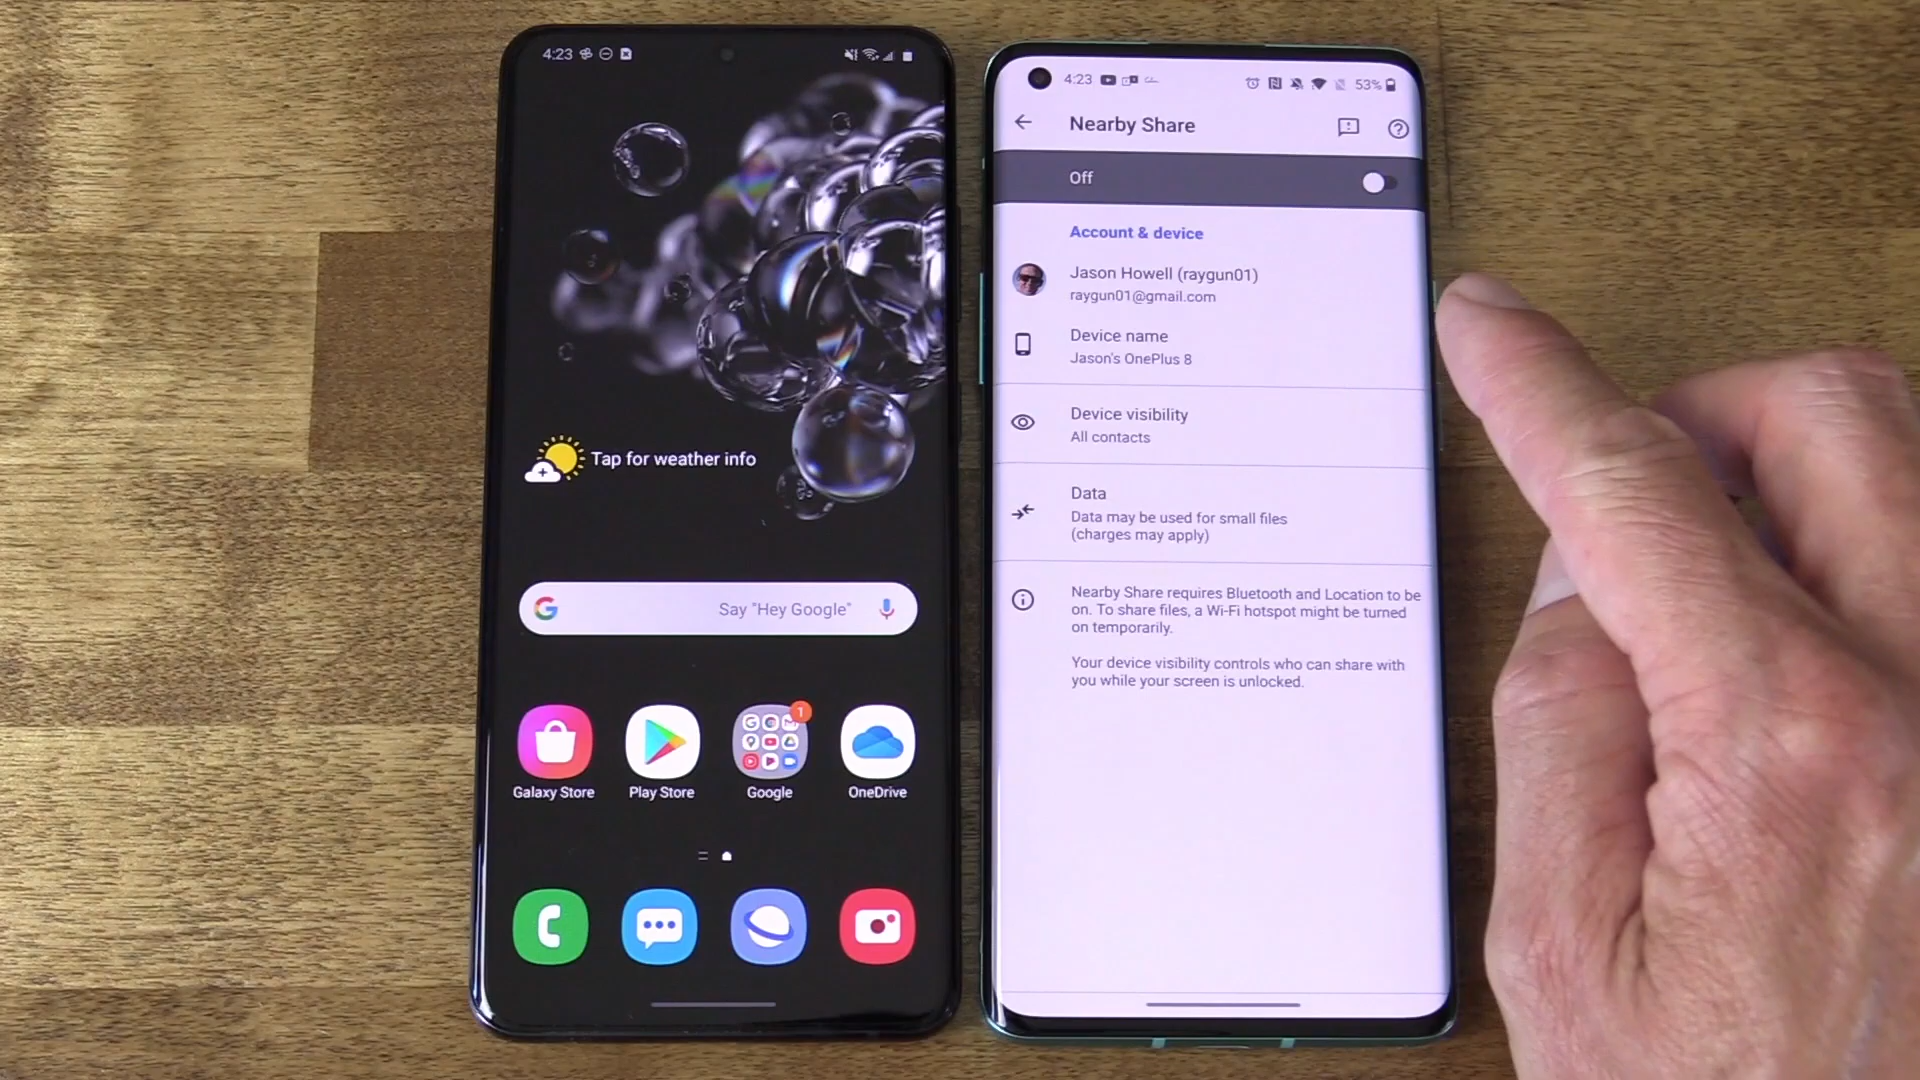 4:23
Tap for weather info
Say "Hey Google"
1
Galaxy Store
Play Store
Google
OneDrive
4:23
53%
Nearby Share
Off
Account & device
Jason Howell (raygun01)
raygun01@gmail.com
Device name
Jason's OnePlus 8
Device visibility
All contacts
Data
Data may be used for small files
(charges may apply)
Nearby Share requires Bluetooth and Location to be
on. To share files, a Wi-Fi hotspot might be turned
on temporarily.
Your device visibility controls who can share with
you while your screen is unlocked.